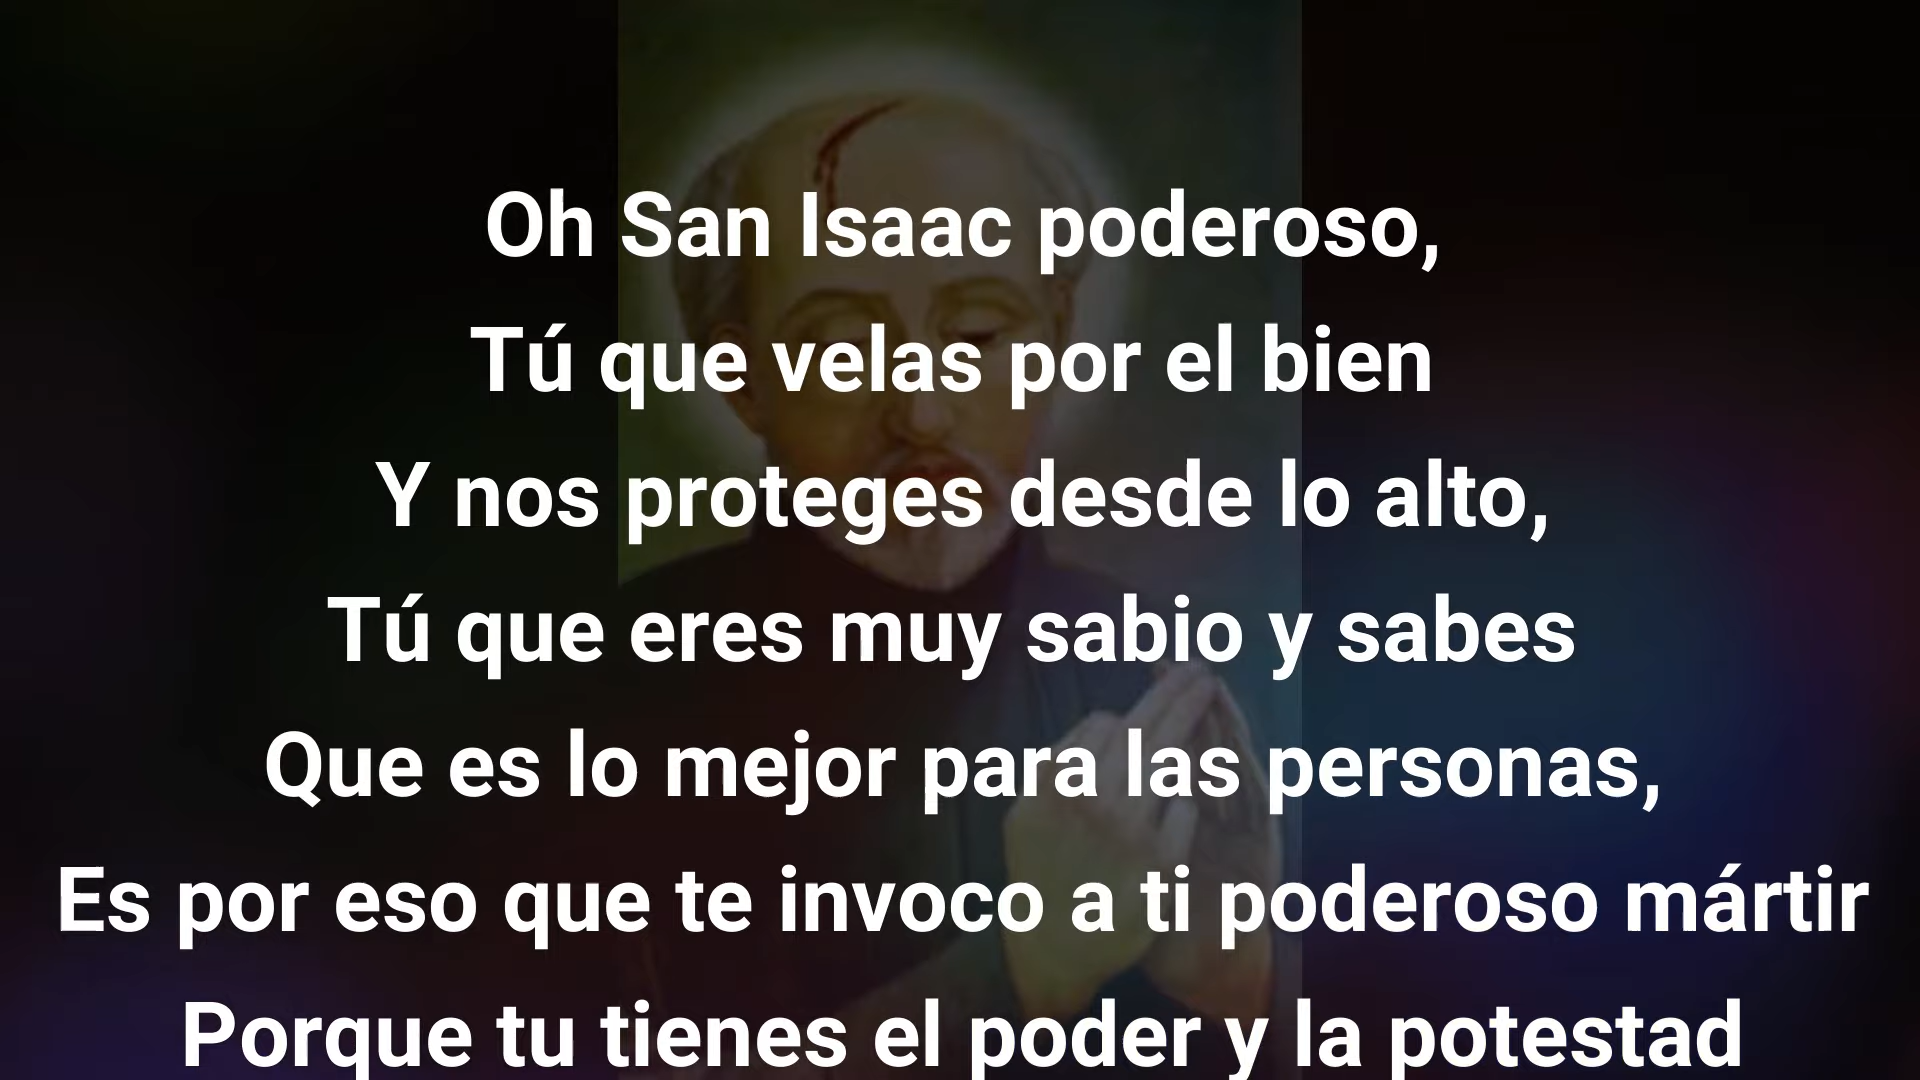 Oh San Isaac poderoso,
Tú que velas por el bien
Y nos proteges desde lo alto,
Tú que eres muy sabio y sabes
Que es lo mejor para las personas,
Es por eso que te invoco a ti poderoso mártir
Porque tu tienes el poder y la potestad